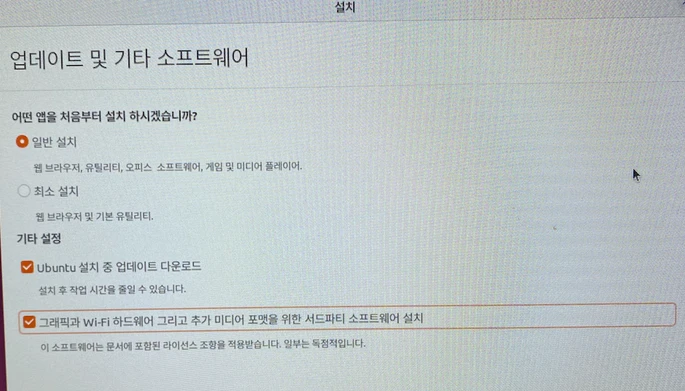 설치
업데이트 및 기타 소프트웨어
어떤 앱을 처음부터 설치 하시겠습니까?
일반 설치
웹 브라우저, 유틸리티, 오피스 소프트웨어, 게임 및 미디어 플레이어.
최소 설치
웹 브라우저 및 기본 유틸리티.
기타 설정
Ubuntu 설치 중 업데이트 다운로드
설치 후 작업 시간을 줄일 수 있습니다.
그래픽과 Wi-Fi 하드웨어 그리고 추가 미디어 포맷을 위한 서드파티 소프트웨어 설치
이 소프트웨어는 문서에 포함된 라이선스 조항을 적용받습니다. 일부는 독점적입니다.